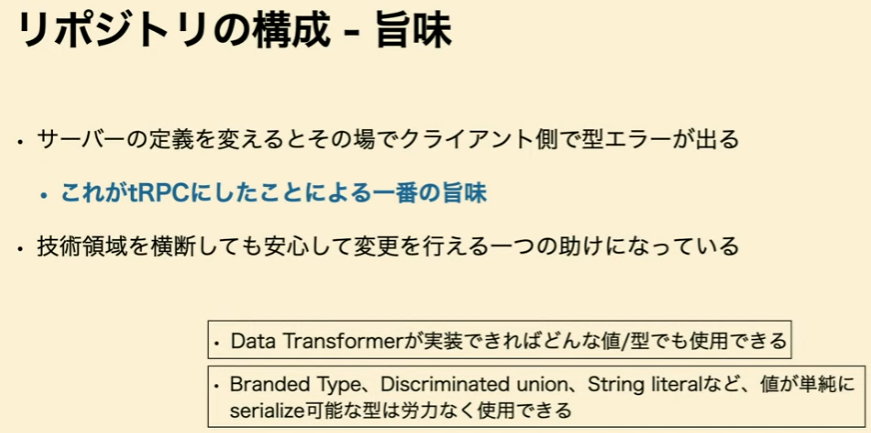 リポジトリの構成 - 旨味
・サーバーの定義を変えるとその場でクライアント側で型エラーが出る
・これがtRPCにしたことによる一番の旨味
・技術領域を横断しても安心して変更を行える一つの助けになっている
・Data Transformerが実装できればどんな値/型でも使用できる
・Branded Type、Discriminated union、String literalなど、値が単純に
serialize可能な型は労力なく使用できる